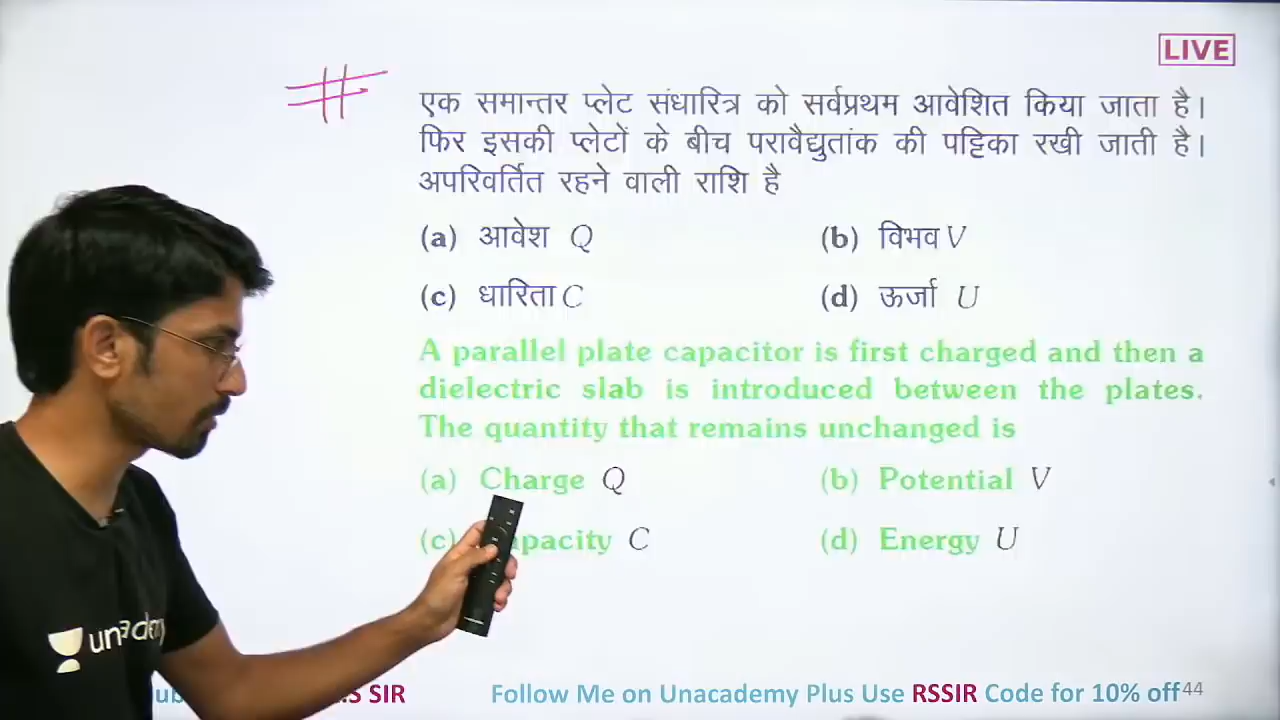 LIVE
एक समान्तर प्लेट संधारित्र को सर्वप्रथम आवेशित किया जाता है।
फिर इसकी प्लेटों के बीच परावैद्युतांक की पट्टिका रखी जाती है।
अपरिवर्तित रहने वाली राशि है
(a) आवेश Q (b) विभव V
(c) धारिता C (d) ऊर्जा U
A parallel plate capacitor is first charged and then a
dielectric slab is introduced between the plates.
The quantity that remains unchanged is
(a) Charge Q (b) Potential V
(c) C (d) Energy U
SIR Follow Me on Unacademy Plus Use RSSIR Code for 10% off 44